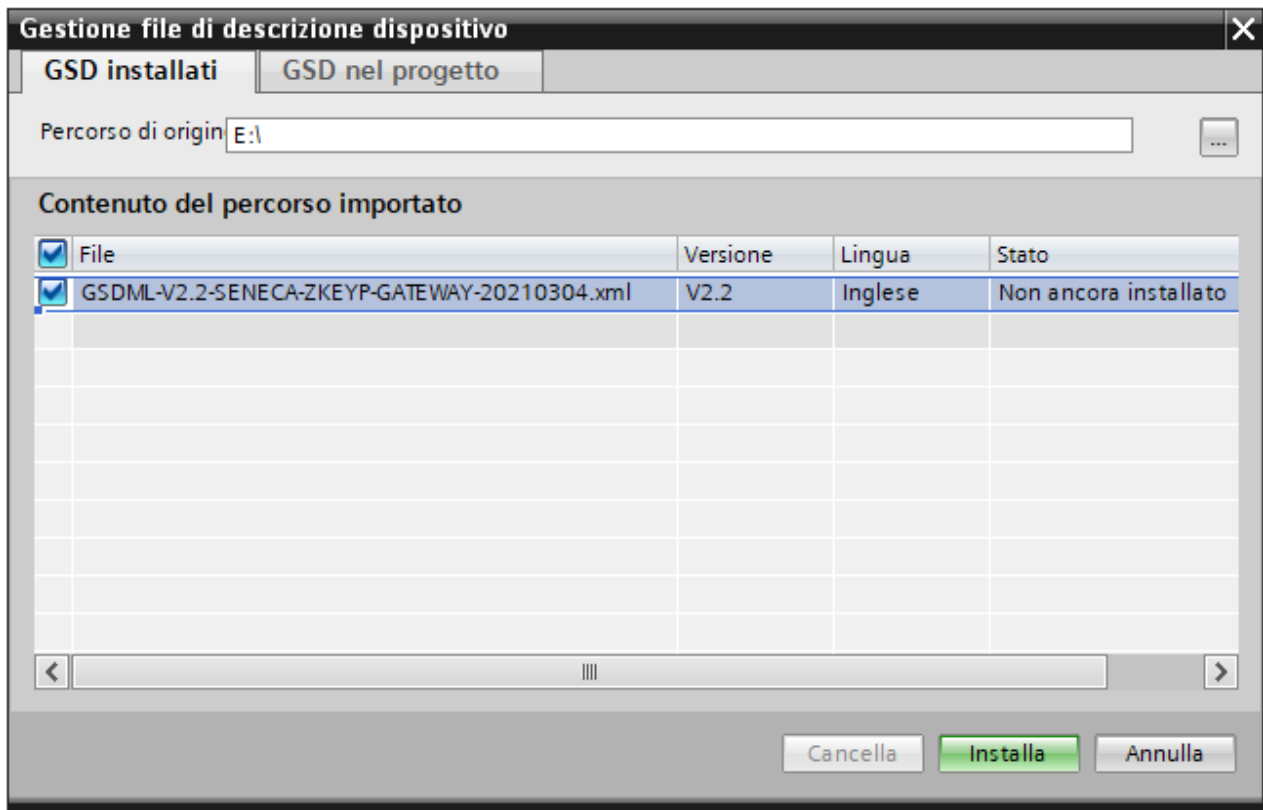 Gestione file di descrizione dispositivo
GSD installati GSD nel progetto
Percorso di origin E:\ ...
Contenuto del percorso importato
File Versione Lingua Stato
GSDML-V2.2-SENECA-ZKEYP-GATEWAY-20210304.xml V2.2 Inglese Non ancora installato
Cancella Installa Annulla